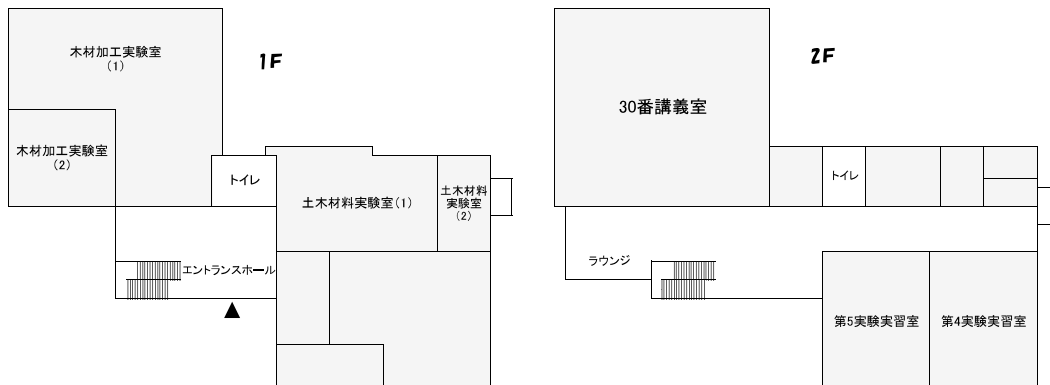 1F
木材加工実験室
(1)
木材加工実験室
(2)
トイレ
土木材料実験室(1)
土木材料
実験室
(2)
エントランスホール
2F
30番講義室
トイレ
ラウンジ
第5実験実習室
第4実験実習室